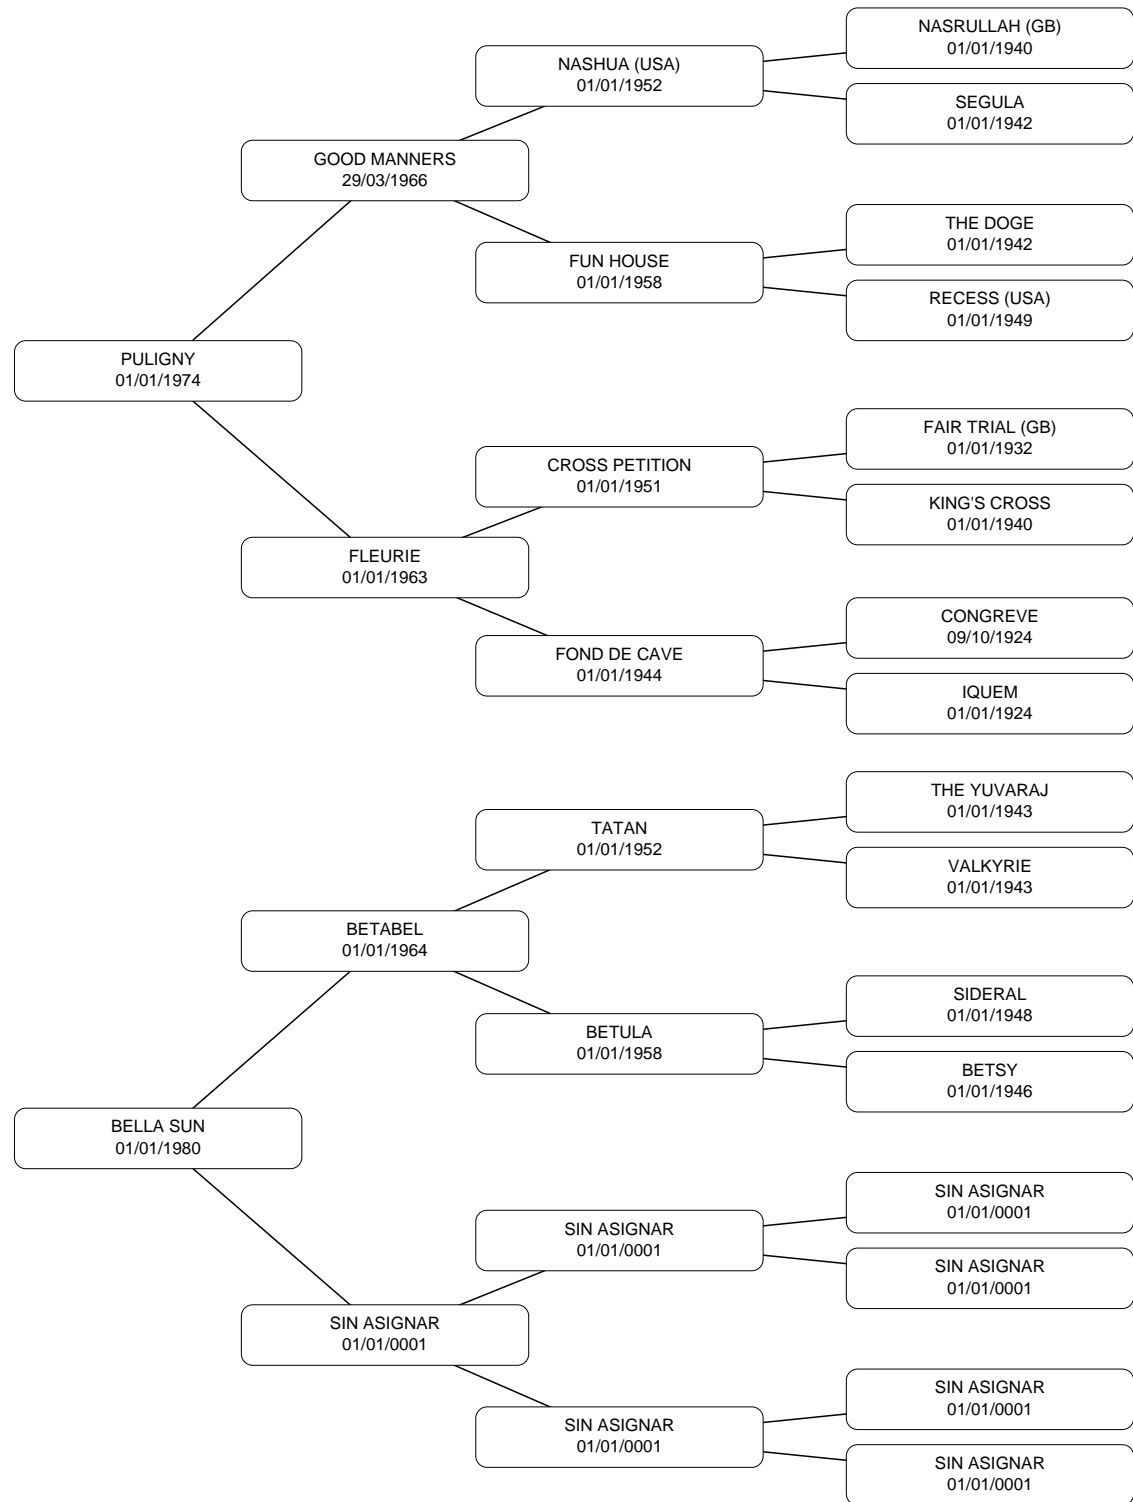 NASRULLAH (GB)
01/01/1940
NASHUA (USA)
01/01/1952
SEGULA
01/01/1942
GOOD MANNERS
29/03/1966
THE DOGE
01/01/1942
FUN HOUSE
01/01/1958
RECESS (USA)
01/01/1949
PULIGNY
01/01/1974
FAIR TRIAL (GB)
01/01/1932
CROSS PETITION
01/01/1951
KING'S CROSS
01/01/1940
FLEURIE
01/01/1963
CONGREVE
09/10/1924
FOND DE CAVE
01/01/1944
IQUEM
01/01/1924
THE YUVARAJ
01/01/1943
TATAN
01/01/1952
VALKYRIE
01/01/1943
BETABEL
01/01/1964
SIDERAL
01/01/1948
BETULA
01/01/1958
BETSY
01/01/1946
BELLA SUN
01/01/1980
SIN ASIGNAR
01/01/0001
SIN ASIGNAR
01/01/0001
SIN ASIGNAR
01/01/0001
SIN ASIGNAR
01/01/0001
SIN ASIGNAR
01/01/0001
SIN ASIGNAR
01/01/0001
SIN ASIGNAR
01/01/0001